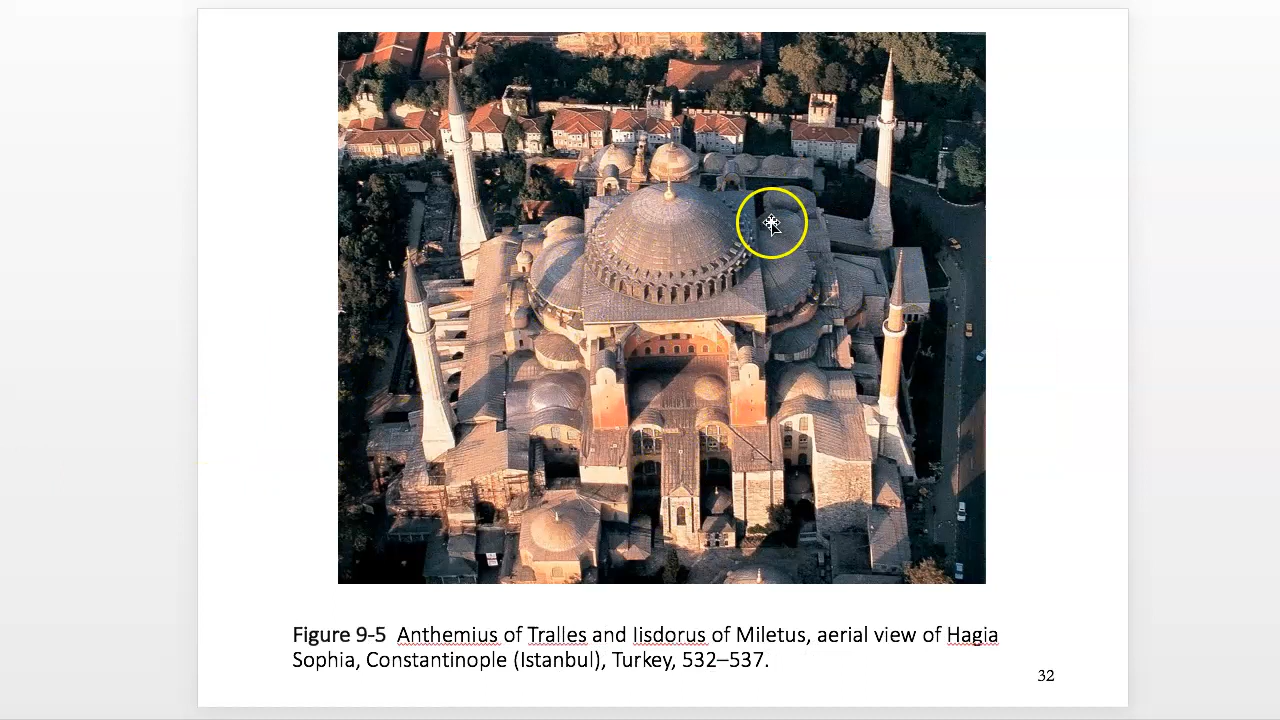 Figure 9-5 Anthemius of Tralles and Iisdorus of Miletus, aerial view of Hagia
Sophia, Constantinople (Istanbul), Turkey, 532–537.
32